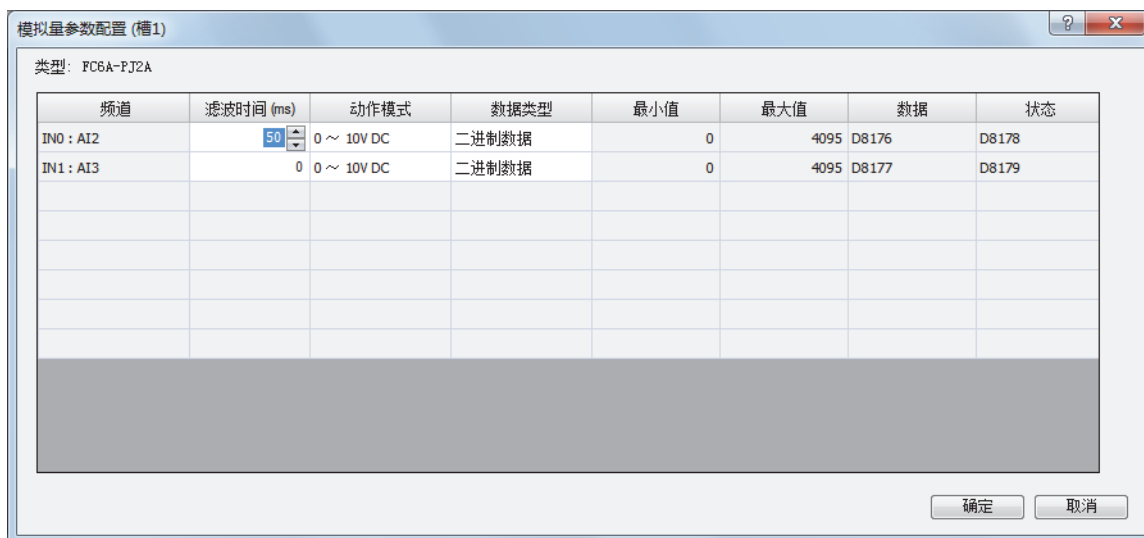 模拟量参数配置 (槽1)
类型: FC6A-PJ2A
频道 滤波时间 (ms) 动作模式 数据类型 最小值 最大值 数据 状态
IN0 : AI2 50 0 ～ 10V DC 二进制数据 0 4095 D8176 D8178
IN1 : AI3 0 0 ～ 10V DC 二进制数据 0 4095 D8177 D8179
确定 取消